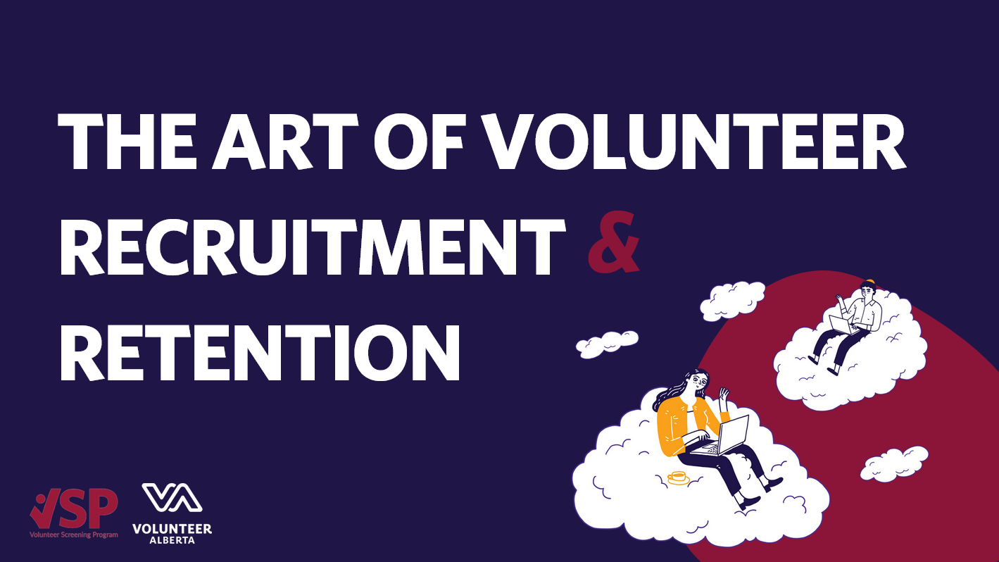 THE ART OF VOLUNTEER
RECRUITMENT &
RETENTION
VSP
Volunteer Screening Program
VA
VOLUNTEER
ALBERTA